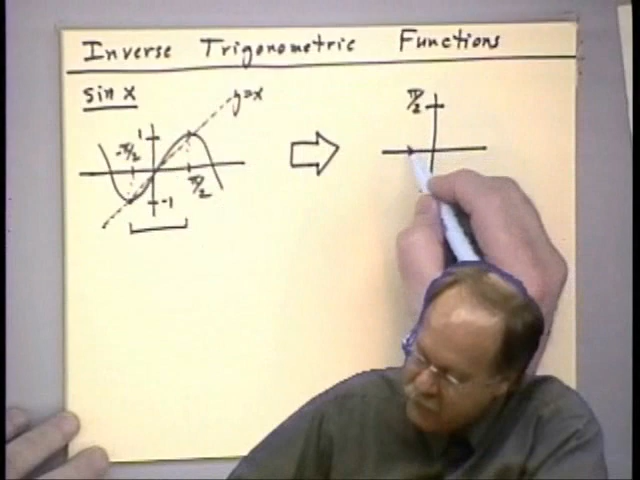 Inverse Trigonometric Functions
sin x
y=x
π/2
-π/2
1
π/2
-1